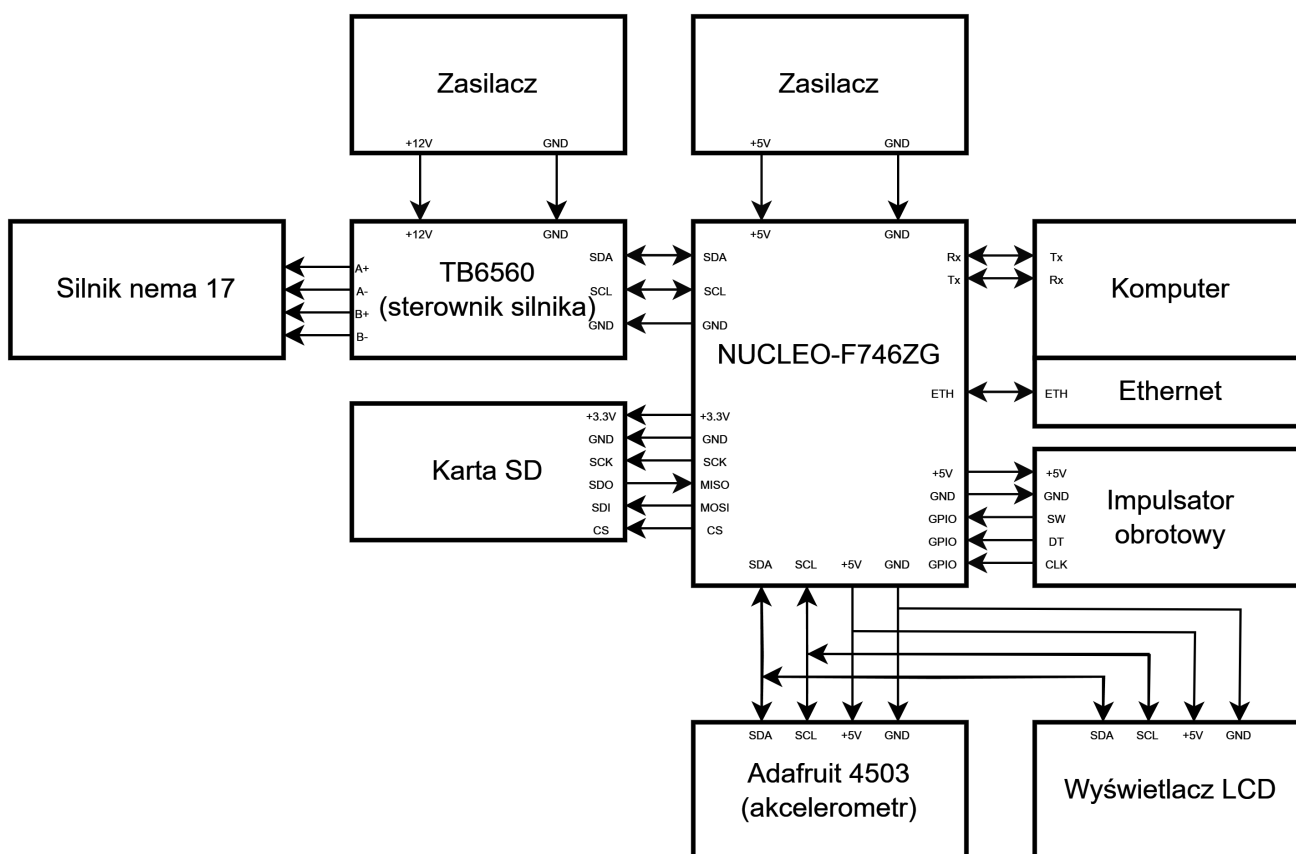 Zasilacz
+12V GND
Zasilacz
+5V GND
Silnik nema 17
+12V GND
TB6560
(sterownik silnika)
A+
A-
B+
B-
SDA
SCL
GND
+5V GND
SDA
SCL
GND
NUCLEO-F746ZG
Rx
Tx
ETH
Tx
Rx
Komputer
ETH
Ethernet
Karta SD
+3.3V
GND
SCK
SDO
SDI
CS
+3.3V
GND
SCK
MISO
MOSI
CS
+5V
GND
GPIO
GPIO
GPIO
+5V
GND
SW
DT
CLK
Impulsator
obrotowy
SDA SCL +5V GND
SDA SCL +5V GND
Adafruit 4503
(akcelerometr)
SDA SCL +5V GND
Wyświetlacz LCD